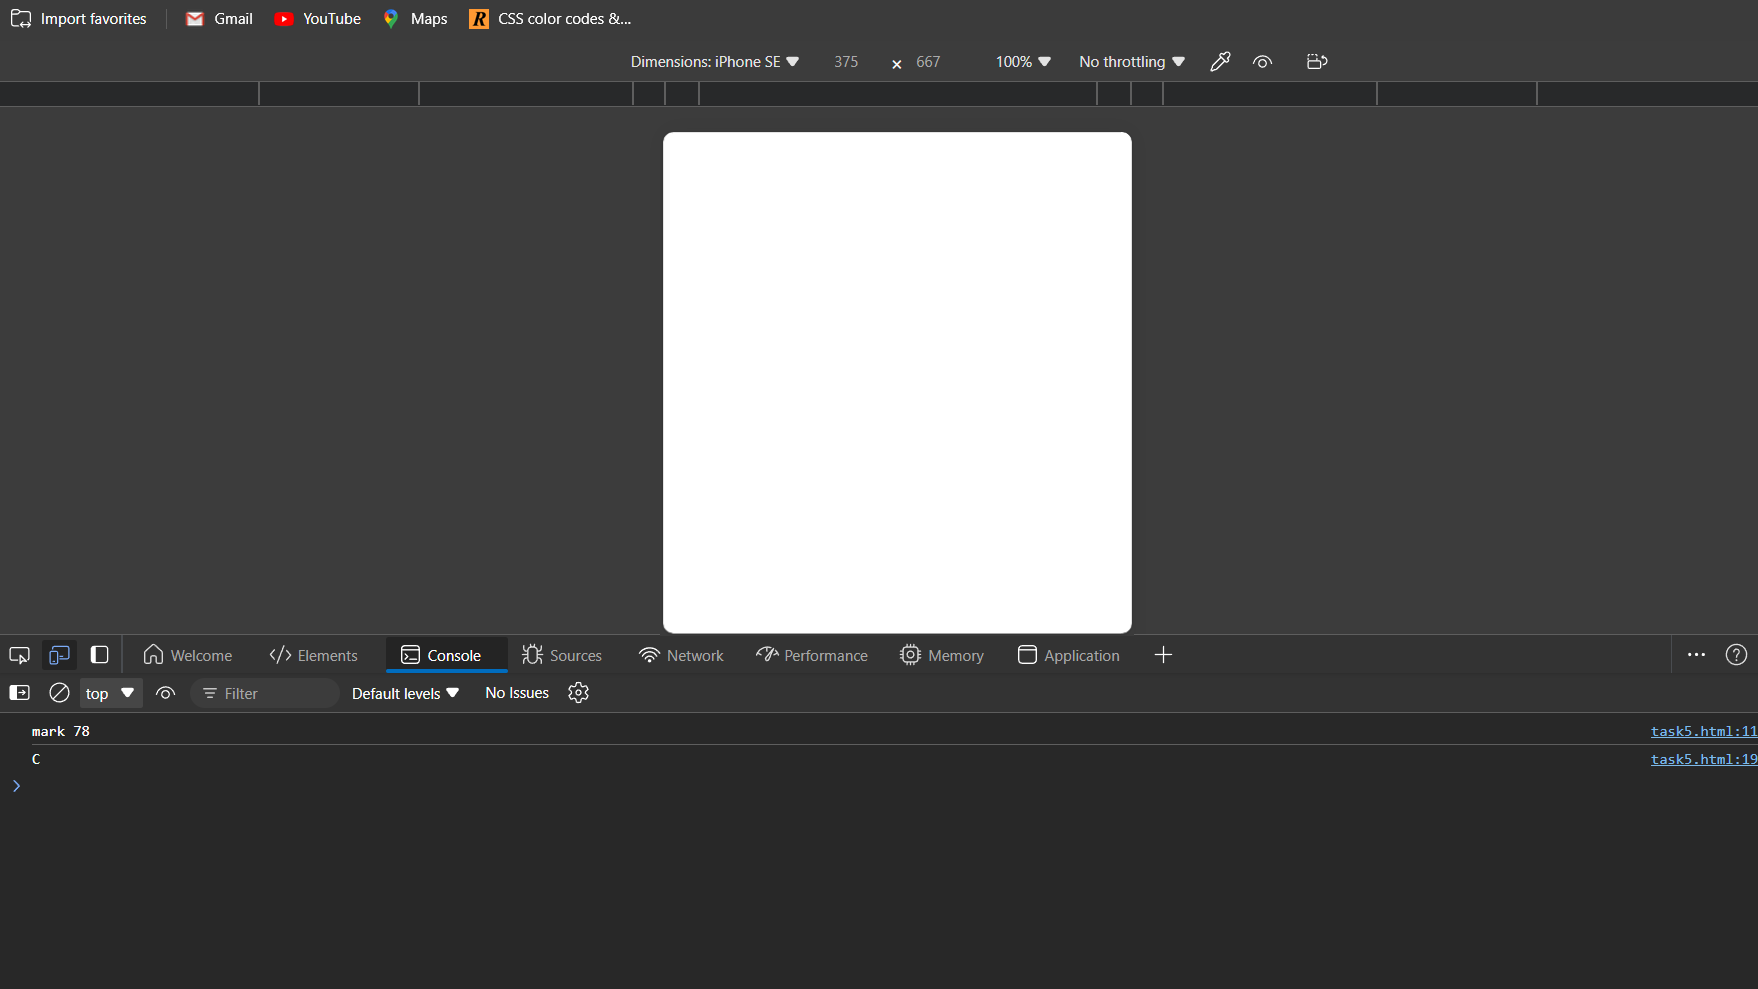 Import favorites Gmail YouTube Maps R CSS color codes &...
Dimensions: iPhone SE 375 × 667 100% No throttling
Welcome Elements Console Sources Network Performance Memory Application
top Filter Default levels No Issues
mark 78 task5.html:11
C task5.html:19